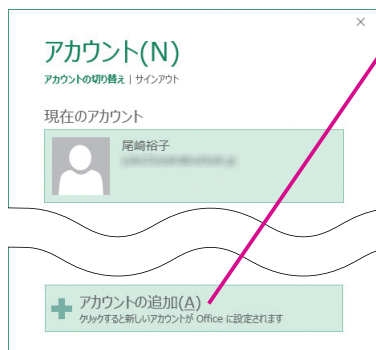 アカウント(N)
アカウントの切り替え | サインアウト
現在のアカウント
尾崎裕子
アカウントの追加(A)
クリックすると新しいアカウントが Office に設定されます